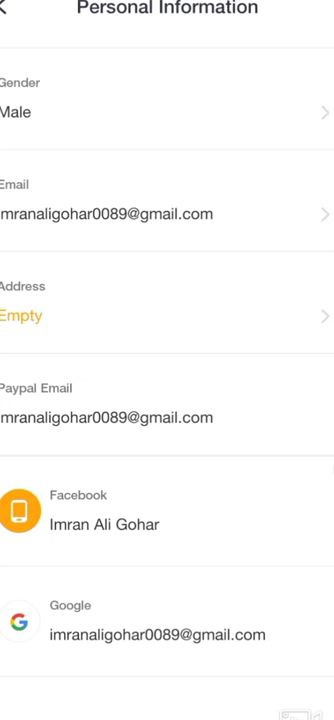 Personal Information
Gender
Male
Email
mranaligohar0089@gmail.com
Address
Empty
Paypal Email
mranaligohar0089@gmail.com
Facebook
Imran Ali Gohar
Google
imranaligohar0089@gmail.com